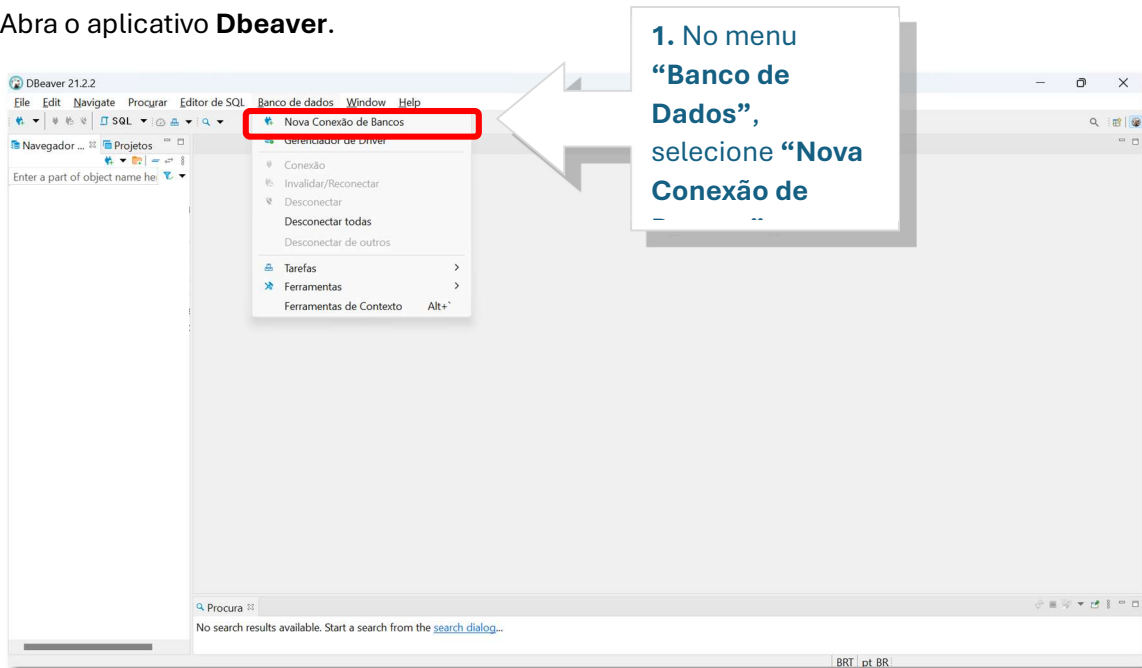 Abra o aplicativo Dbeaver.
1. No menu
“Banco de
Dados”,
selecione “Nova
Conexão de
DBeaver 21.2.2
File Edit Navigate Procurar Editor de SQL Banco de dados Window Help
SQL
Nova Conexão de Bancos
Gerenciador de Driver
Navegador ... Projetos
Enter a part of object name he
Conexão
Invalidar/Reconectar
Desconectar
Desconectar todas
Desconectar de outros
Tarefas
Ferramentas
Ferramentas de Contexto Alt+`
Procura
No search results available. Start a search from the search dialog...
BRT pt BR